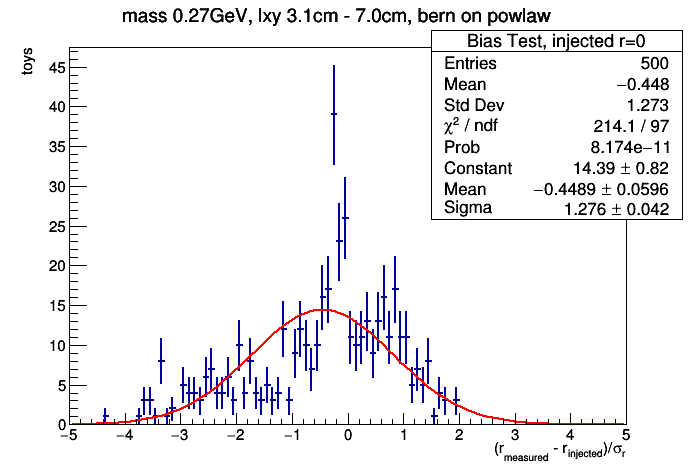 mass 0.27GeV, lxy 3.1cm - 7.0cm, bern on powlaw
Bias Test, injected r=0
Entries 500
Mean −0.448
Std Dev 1.273
χ² / ndf 214.1 / 97
Prob 8.174e−11
Constant 14.39 ± 0.82
Mean −0.4489 ± 0.0596
Sigma 1.276 ± 0.042
toys
45
40
35
30
25
20
15
10
5
0
−5 −4 −3 −2 −1 0 1 2 3 4 5
(r_measured - r_injected)/σ_r